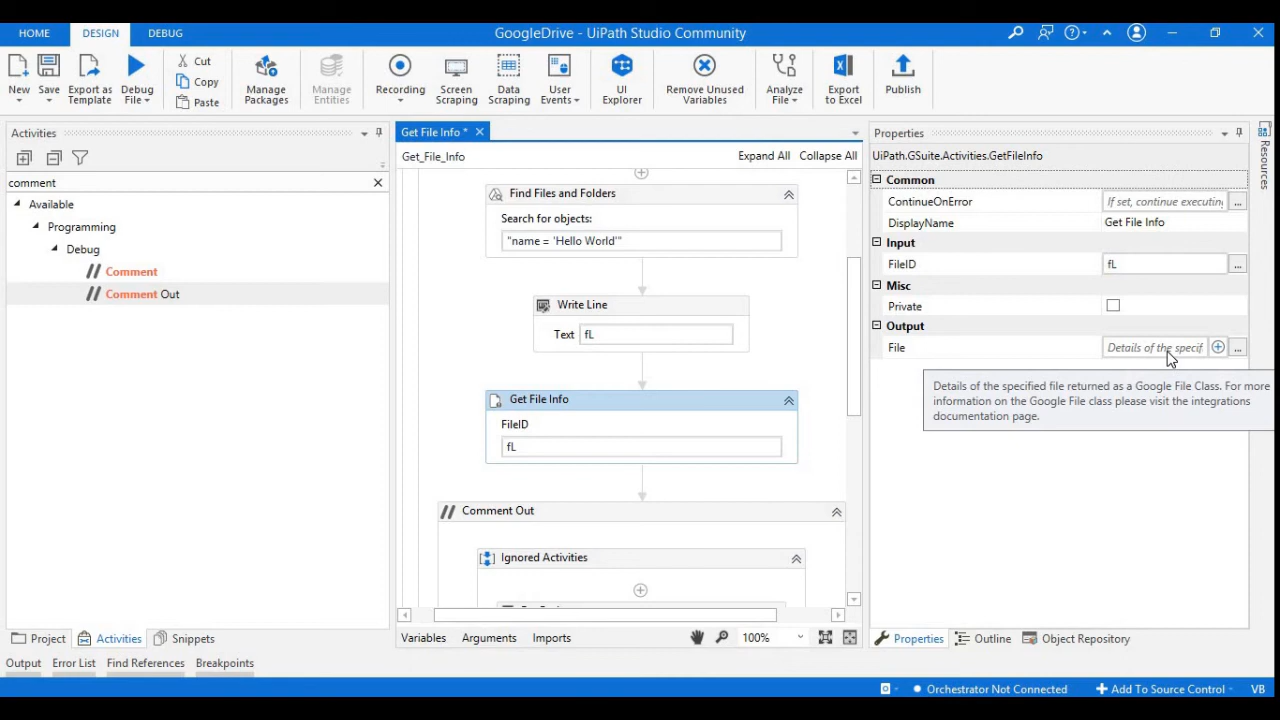 HOME DESIGN DEBUG GoogleDrive - UiPath Studio Community
New Save Export as Template Debug File Cut Copy Paste Manage Packages Manage Entities Recording Screen Scraping Data Scraping User Events UI Explorer Remove Unused Variables Analyze File Export to Excel Publish
Activities
comment
Available
Programming
Debug
// Comment
// Comment Out
Get File Info *
Get_File_Info Expand All Collapse All
Find Files and Folders
Search for objects:
"name = 'Hello World'"
Write Line
Text fL
Get File Info
FileID
fL
// Comment Out
Ignored Activities
Variables Arguments Imports 100%
Properties
UiPath.GSuite.Activities.GetFileInfo
Common
ContinueOnError If set, continue executing
DisplayName Get File Info
Input
FileID fL ...
Misc
Private
Output
File Details of the specif ...
Details of the specified file returned as a Google File Class. For more
information on the Google File class please visit the integrations
documentation page.
Resources
Project Activities Snippets
Properties Outline Object Repository
Output Error List Find References Breakpoints
Orchestrator Not Connected Add To Source Control VB